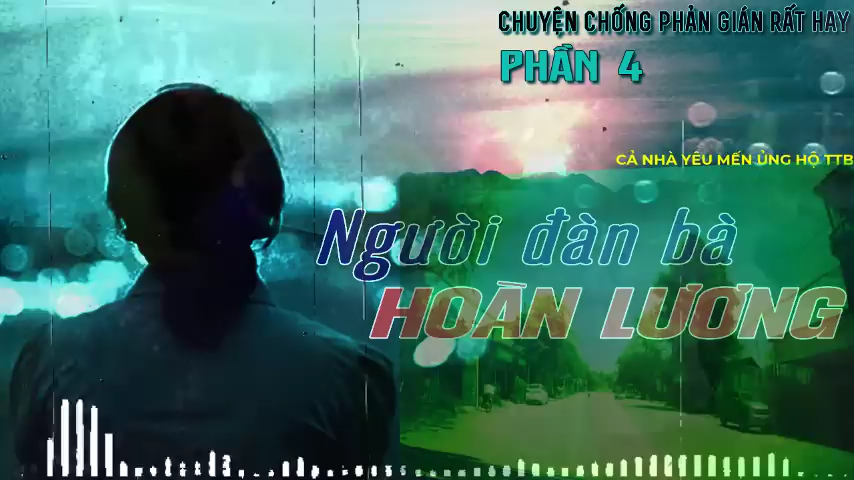 CHUYỆN CHỐNG PHẢN GIÁN RẤT HAY
PHẦN 4
CẢ NHÀ YÊU MẾN ỦNG HỘ TTB
Người đàn bà
HOÀN LƯƠNG